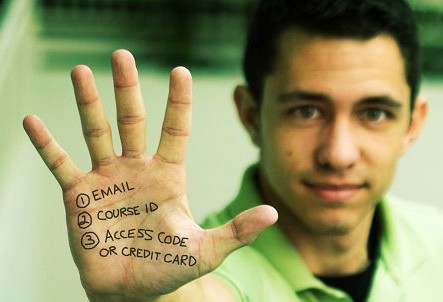 ① EMAIL
② COURSE ID
③ ACCESS CODE
OR CREDIT CARD